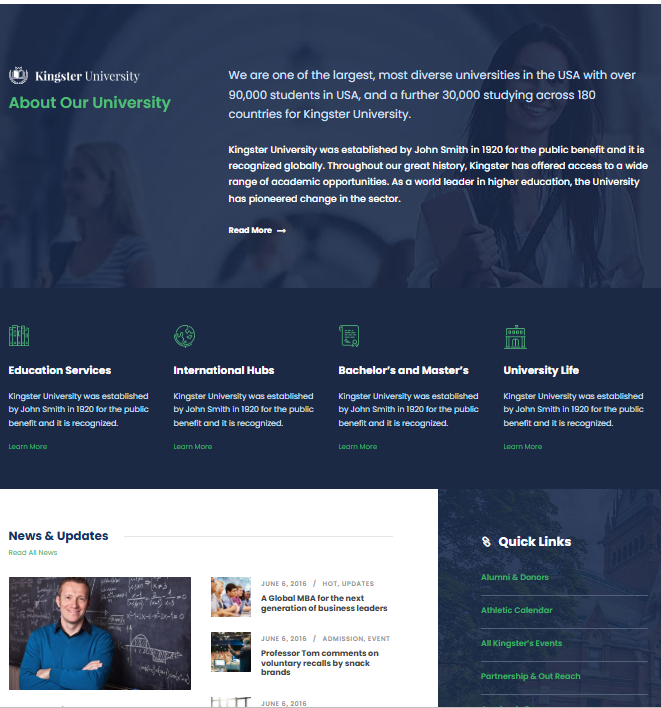 Kingster University
About Our University
We are one of the largest, most diverse universities in the USA with over
90,000 students in USA, and a further 30,000 studying across 180
countries for Kingster University.
Kingster University was established by John Smith in 1920 for the public benefit and it is
recognized globally. Throughout our great history, Kingster has offered access to a wide
range of academic opportunities. As a world leader in higher education, the University
has pioneered change in the sector.
Read More
Education Services
Kingster University was established
by John Smith in 1920 for the public
benefit and it is recognized.
Learn More
International Hubs
Kingster University was established
by John Smith in 1920 for the public
benefit and it is recognized.
Learn More
Bachelor's and Master's
Kingster University was established
by John Smith in 1920 for the public
benefit and it is recognized.
Learn More
University Life
Kingster University was established
by John Smith in 1920 for the public
benefit and it is recognized.
Learn More
News & Updates
Read All News
JUNE 6, 2016 / HOT, UPDATES
A Global MBA for the next
generation of business leaders
JUNE 6, 2016 / ADMISSION, EVENT
Professor Tom comments on
voluntary recalls by snack
brands
JUNE 6, 2016
Quick Links
Alumni & Donors
Athletic Calendar
All Kingster's Events
Partnership & Out Reach